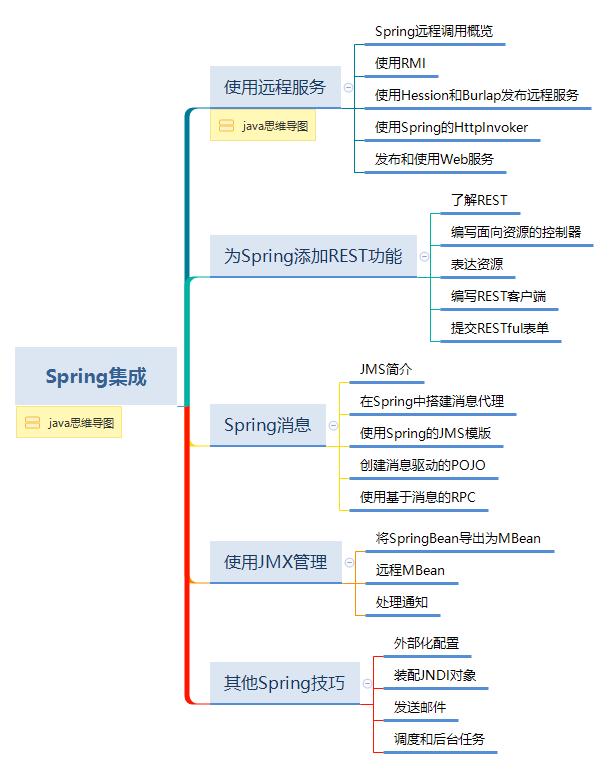 Spring集成
java思维导图
使用远程服务
java思维导图
Spring远程调用概览
使用RMI
使用Hession和Burlap发布远程服务
使用Spring的HttpInvoker
发布和使用Web服务
为Spring添加REST功能
了解REST
编写面向资源的控制器
表达资源
编写REST客户端
提交RESTful表单
Spring消息
JMS简介
在Spring中搭建消息代理
使用Spring的JMS模版
创建消息驱动的POJO
使用基于消息的RPC
使用JMX管理
将SpringBean导出为MBean
远程MBean
处理通知
其他Spring技巧
外部化配置
装配JNDI对象
发送邮件
调度和后台任务